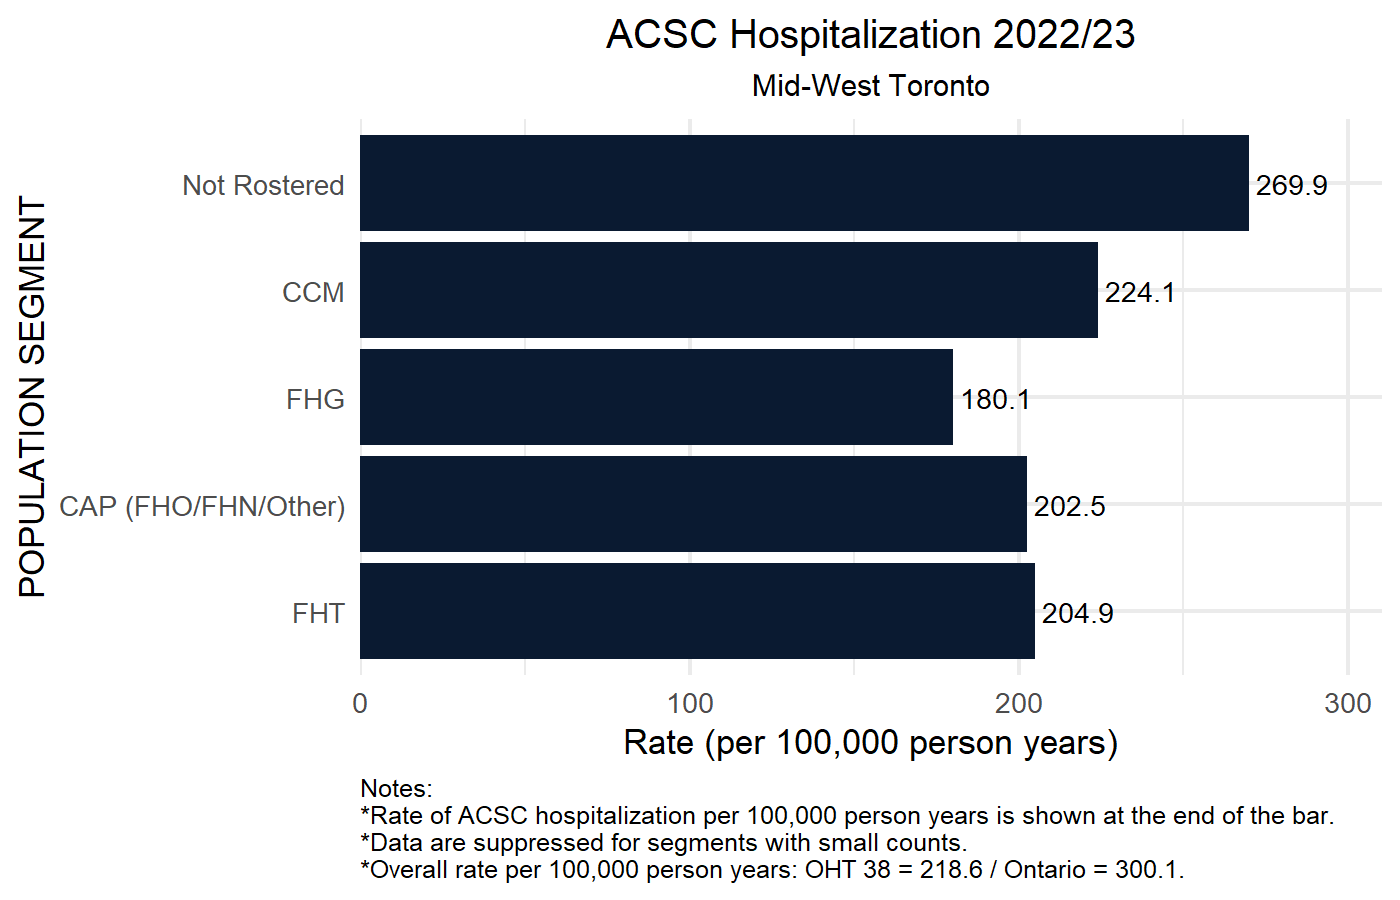 ACSC Hospitalization 2022/23
Mid-West Toronto
POPULATION SEGMENT
Not Rostered
269.9
CCM
224.1
FHG
180.1
CAP (FHO/FHN/Other)
202.5
FHT
204.9
0
100
200
300
Rate (per 100,000 person years)
Notes:
*Rate of ACSC hospitalization per 100,000 person years is shown at the end of the bar.
*Data are suppressed for segments with small counts.
*Overall rate per 100,000 person years: OHT 38 = 218.6 / Ontario = 300.1.